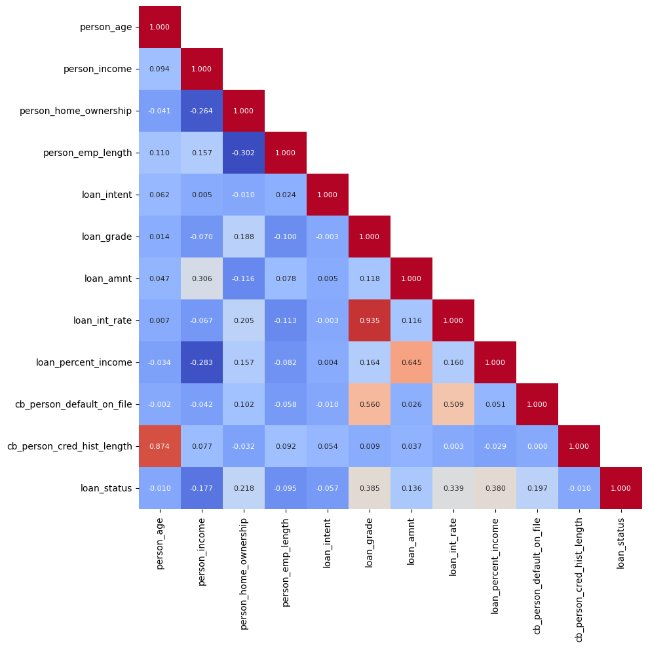 person_age 1.000
person_income 0.094 1.000
person_home_ownership -0.041 -0.264 1.000
person_emp_length 0.110 0.157 -0.302 1.000
loan_intent 0.062 0.005 -0.010 0.024 1.000
loan_grade 0.014 -0.070 0.188 -0.100 -0.003 1.000
loan_amnt 0.047 0.306 -0.116 0.078 0.005 0.118 1.000
loan_int_rate 0.007 -0.067 0.205 -0.113 -0.003 0.935 0.116 1.000
loan_percent_income -0.034 -0.283 0.157 -0.082 0.004 0.164 0.645 0.160 1.000
cb_person_default_on_file -0.002 -0.042 0.102 -0.058 -0.010 0.560 0.026 0.509 0.051 1.000
cb_person_cred_hist_length 0.874 0.077 -0.032 0.092 0.054 0.009 0.037 0.003 -0.029 0.000 1.000
loan_status -0.010 -0.177 0.218 -0.095 -0.057 0.385 0.136 0.339 0.380 0.197 -0.010 1.000
person_age
person_income
person_home_ownership
person_emp_length
loan_intent
loan_grade
loan_amnt
loan_int_rate
loan_percent_income
cb_person_default_on_file
cb_person_cred_hist_length
loan_status